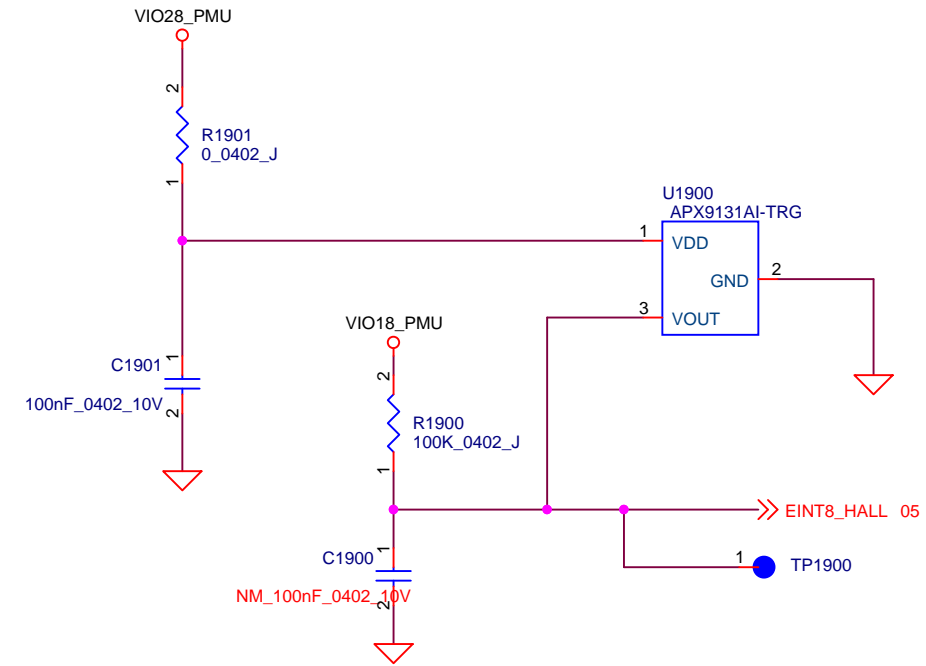 VIO28_PMU
2
R1901
0_0402_J
1
U1900
APX9131AI-TRG
1
VDD
GND
2
3
VOUT
VIO18_PMU
C1901
1
100nF_0402_10V
2
2
R1900
100K_0402_J
1
EINT8_HALL 05
C1900
1
NM_100nF_0402_10V
2
1
TP1900